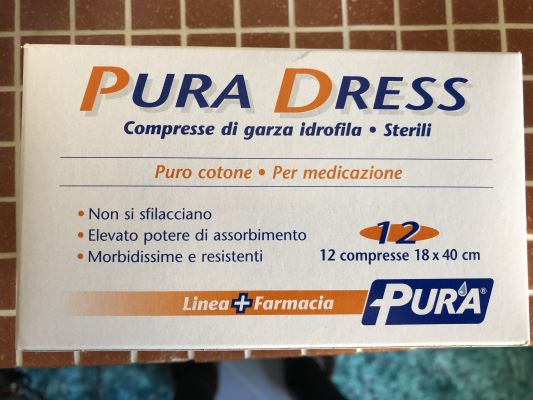 PURA DRESS
Compresse di garza idrofila • Sterili
Puro cotone • Per medicazione
• Non si sfilacciano
• Elevato potere di assorbimento
• Morbidissime e resistenti
12
12 compresse 18 x 40 cm
Linea + Farmacia
PURA®